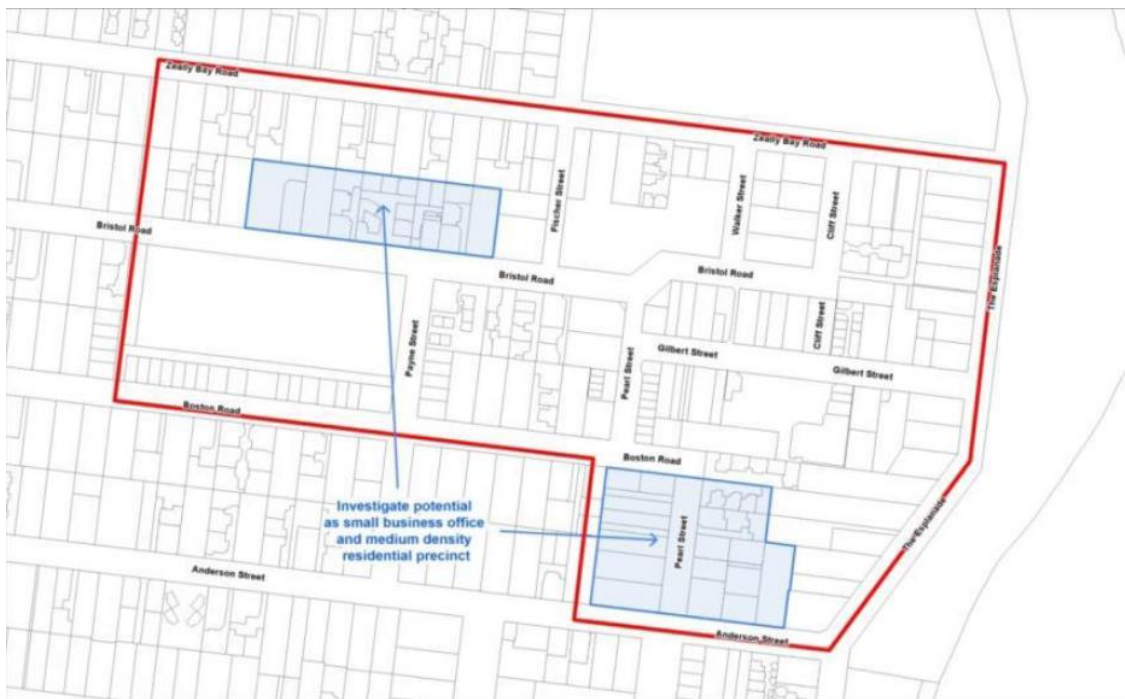 Zeally Bay Road
Zeally Bay Road
Fischer Street
Walker Street
Cliff Street
Bristol Road
Bristol Road
Bristol Road
The Esplanade
Payne Street
Pearl Street
Gilbert Street
Cliff Street
Gilbert Street
Boston Road
Boston Road
Investigate potential
as small business office
and medium density
residential precinct
Pearl Street
The Esplanade
Anderson Street
Anderson Street